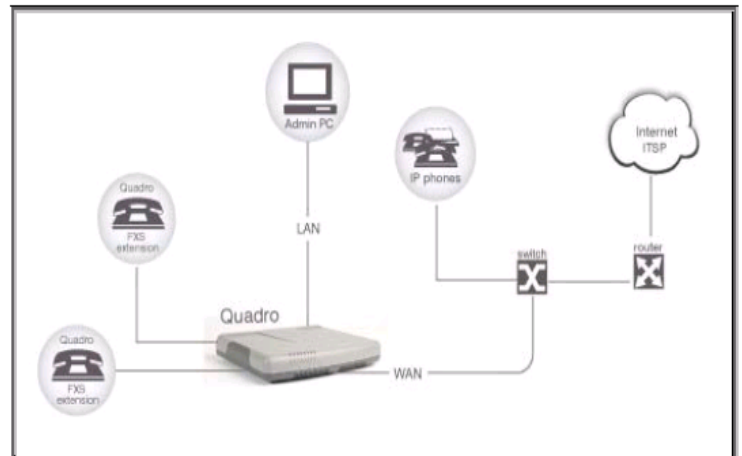 Admin PC
IP phones
Internet
ITSP
Quadro
FXS
extension
LAN
switch
router
Quadro
Quadro
FXS
extension
WAN